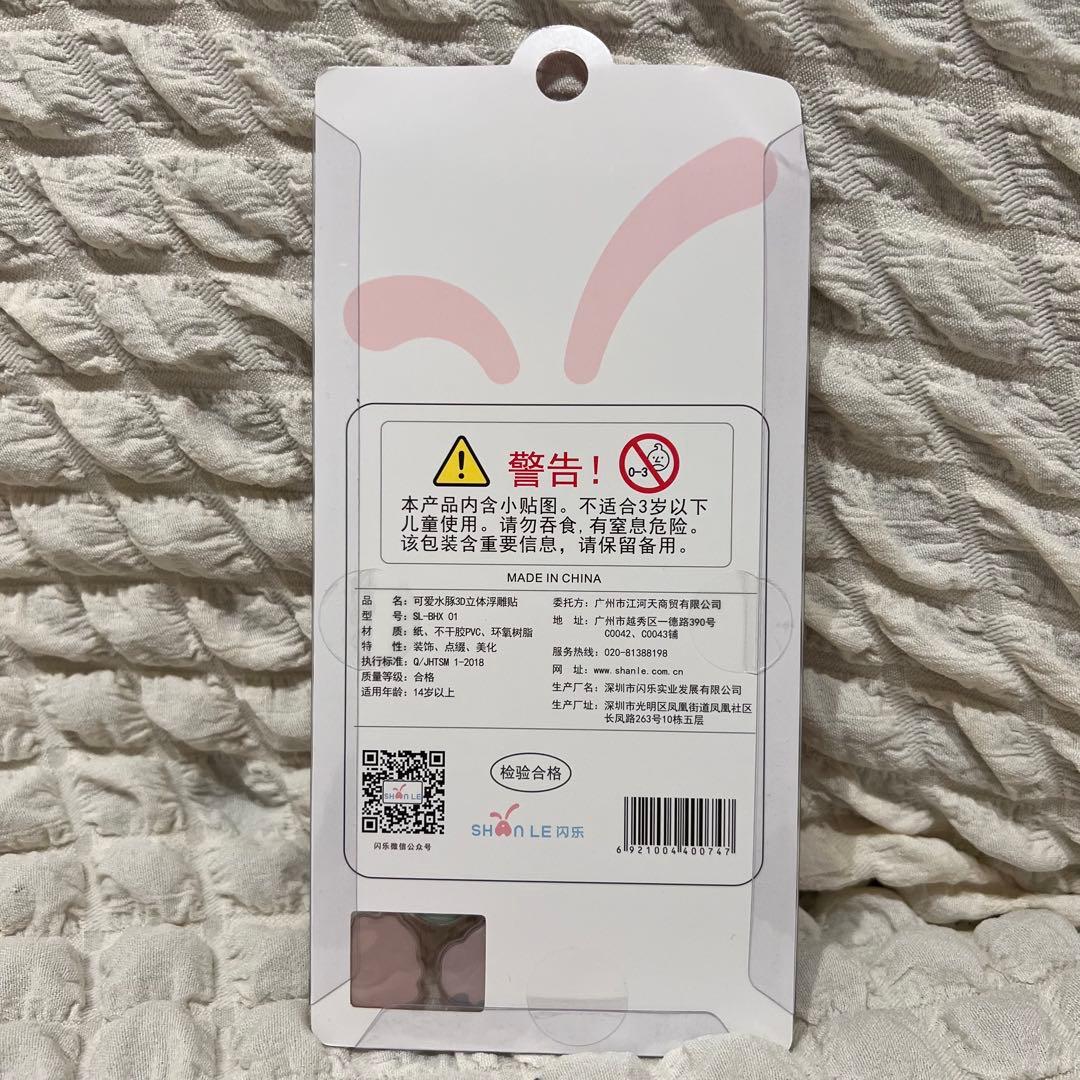 警告！
0-3
本产品内含小贴图。不适合3岁以下
儿童使用。请勿吞食,有窒息危险。
该包装含重要信息，请保留备用。
MADE IN CHINA
品 名：可爱水豚3D立体浮雕贴
型 号：SL-BHX 01
材 质：纸、不干胶PVC、环氧树脂
特 性：装饰、点缀、美化
执行标准：Q/JHTSM 1-2018
质量等级：合格
适用年龄：14岁以上
委托方：广州市江河天商贸有限公司
地 址：广州市越秀区一德路390号
C0042、C0043铺
服务热线：020-81388198
网 址：www.shanle.com.cn
生产厂名：深圳市闪乐实业发展有限公司
生产厂址：深圳市光明区凤凰街道凤凰社区
长凤路263号10栋五层
SHAN LE
闪乐微信公众号
检验合格
SHAN LE 闪乐
6 921004 400747